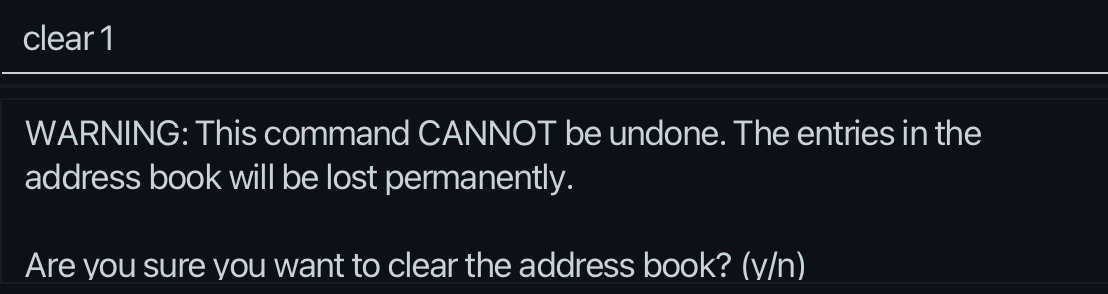 clear 1
WARNING: This command CANNOT be undone. The entries in the
address book will be lost permanently.
Are you sure you want to clear the address book? (y/n)